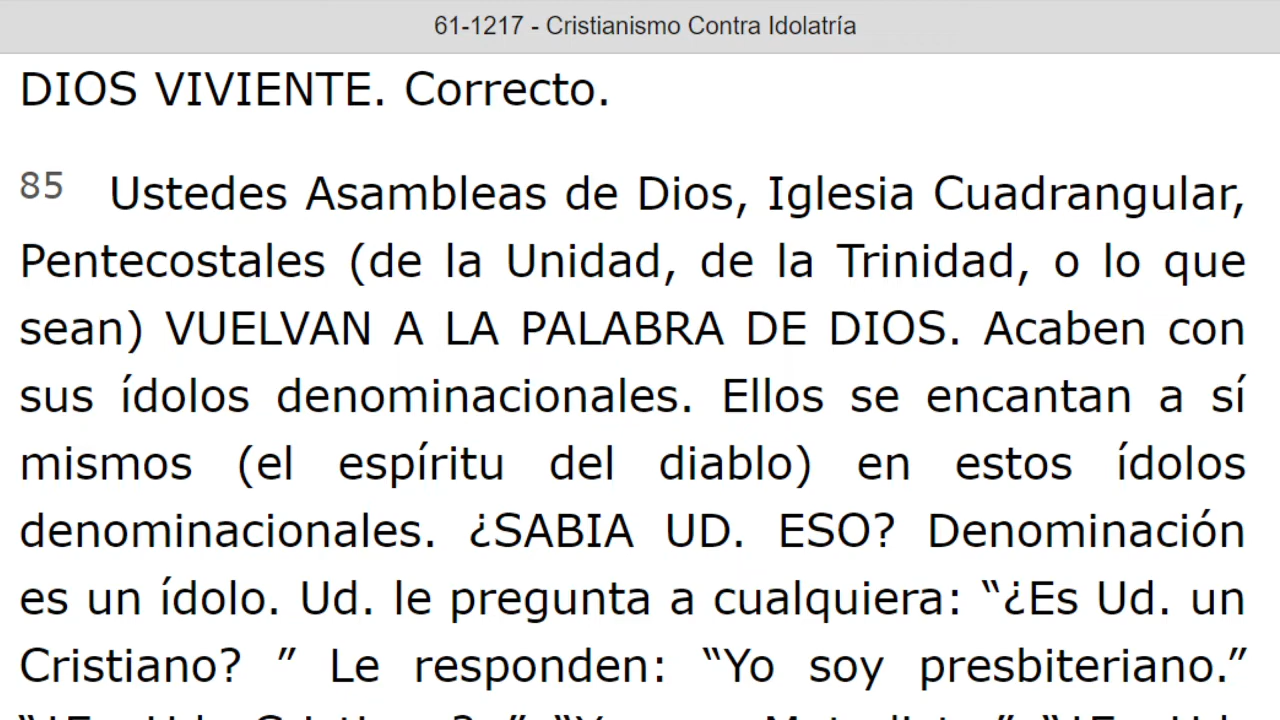 61-1217 - Cristianismo Contra Idolatría
DIOS VIVIENTE. Correcto.
85 Ustedes Asambleas de Dios, Iglesia Cuadrangular,
Pentecostales (de la Unidad, de la Trinidad, o lo que
sean) VUELVAN A LA PALABRA DE DIOS. Acaben con
sus ídolos denominacionales. Ellos se encantan a sí
mismos (el espíritu del diablo) en estos ídolos
denominacionales. ¿SABIA UD. ESO? Denominación
es un ídolo. Ud. le pregunta a cualquiera: “¿Es Ud. un
Cristiano? ” Le responden: “Yo soy presbiteriano.”